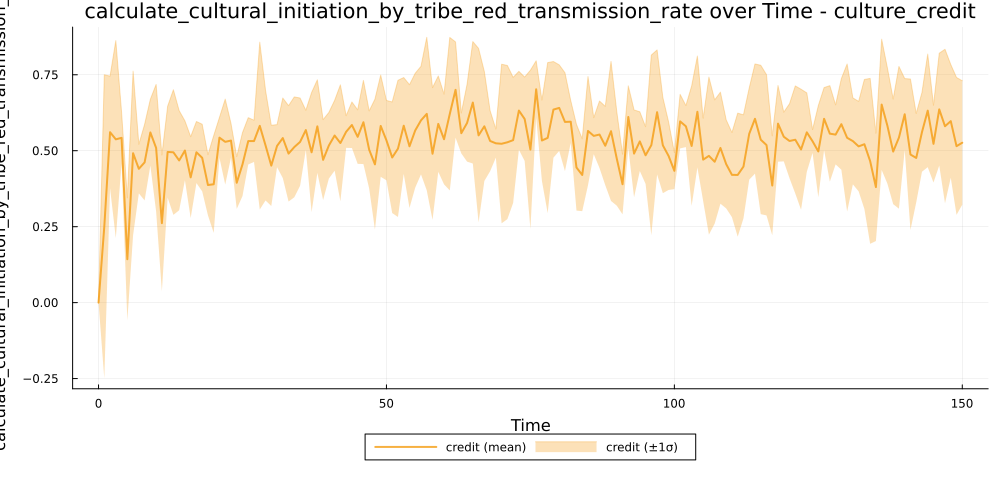 calculate_cultural_initiation_by_tribe_red_transmission_rate over Time - culture_credit
calculate_cultural_initiation_by_tribe_red_transmission
0.75
0.50
0.25
0.00
−0.25
0
50
100
150
Time
credit (mean)
credit (±1σ)